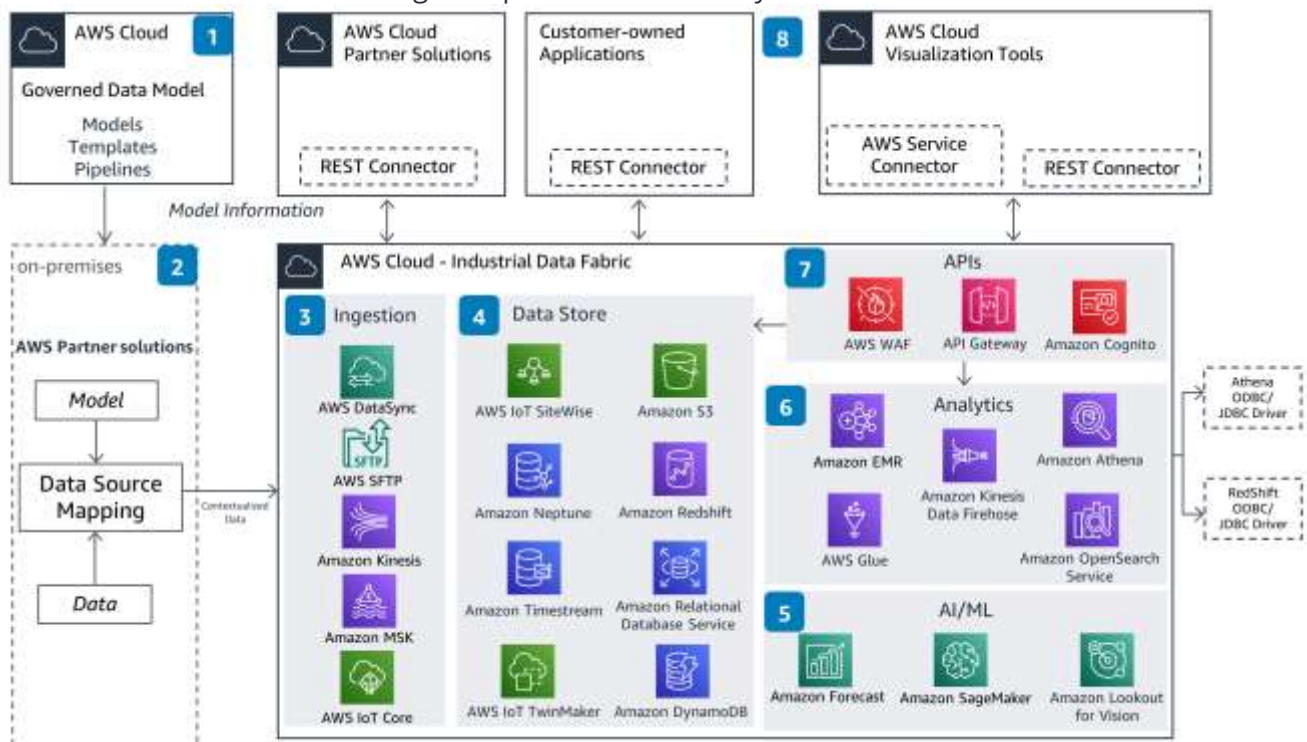 AWS Cloud
1
Governed Data Model
Models
Templates
Pipelines
AWS Cloud
Partner Solutions
REST Connector
Customer-owned
Applications
REST Connector
8
AWS Cloud
Visualization Tools
AWS Service
Connector
REST Connector
Model Information
on-premises
2
AWS Partner solutions
Model
Data Source
Mapping
Data
Contextualized
Data
AWS Cloud - Industrial Data Fabric
3
Ingestion
AWS DataSync
SFTP
AWS SFTP
Amazon Kinesis
Amazon MSK
AWS IoT Core
4
Data Store
AWS IoT SiteWise
Amazon S3
Amazon Neptune
Amazon Redshift
Amazon Timestream
Amazon Relational
Database Service
AWS IoT TwinMaker
Amazon DynamoDB
7
APIs
AWS WAF
API Gateway
Amazon Cognito
6
Analytics
Amazon EMR
Amazon Kinesis
Data Firehose
Amazon Athena
AWS Glue
Amazon OpenSearch
Service
5
AI/ML
Amazon Forecast
Amazon SageMaker
Amazon Lookout
for Vision
Athena
ODBC/
JDBC Driver
RedShift
ODBC/
JDBC Driver